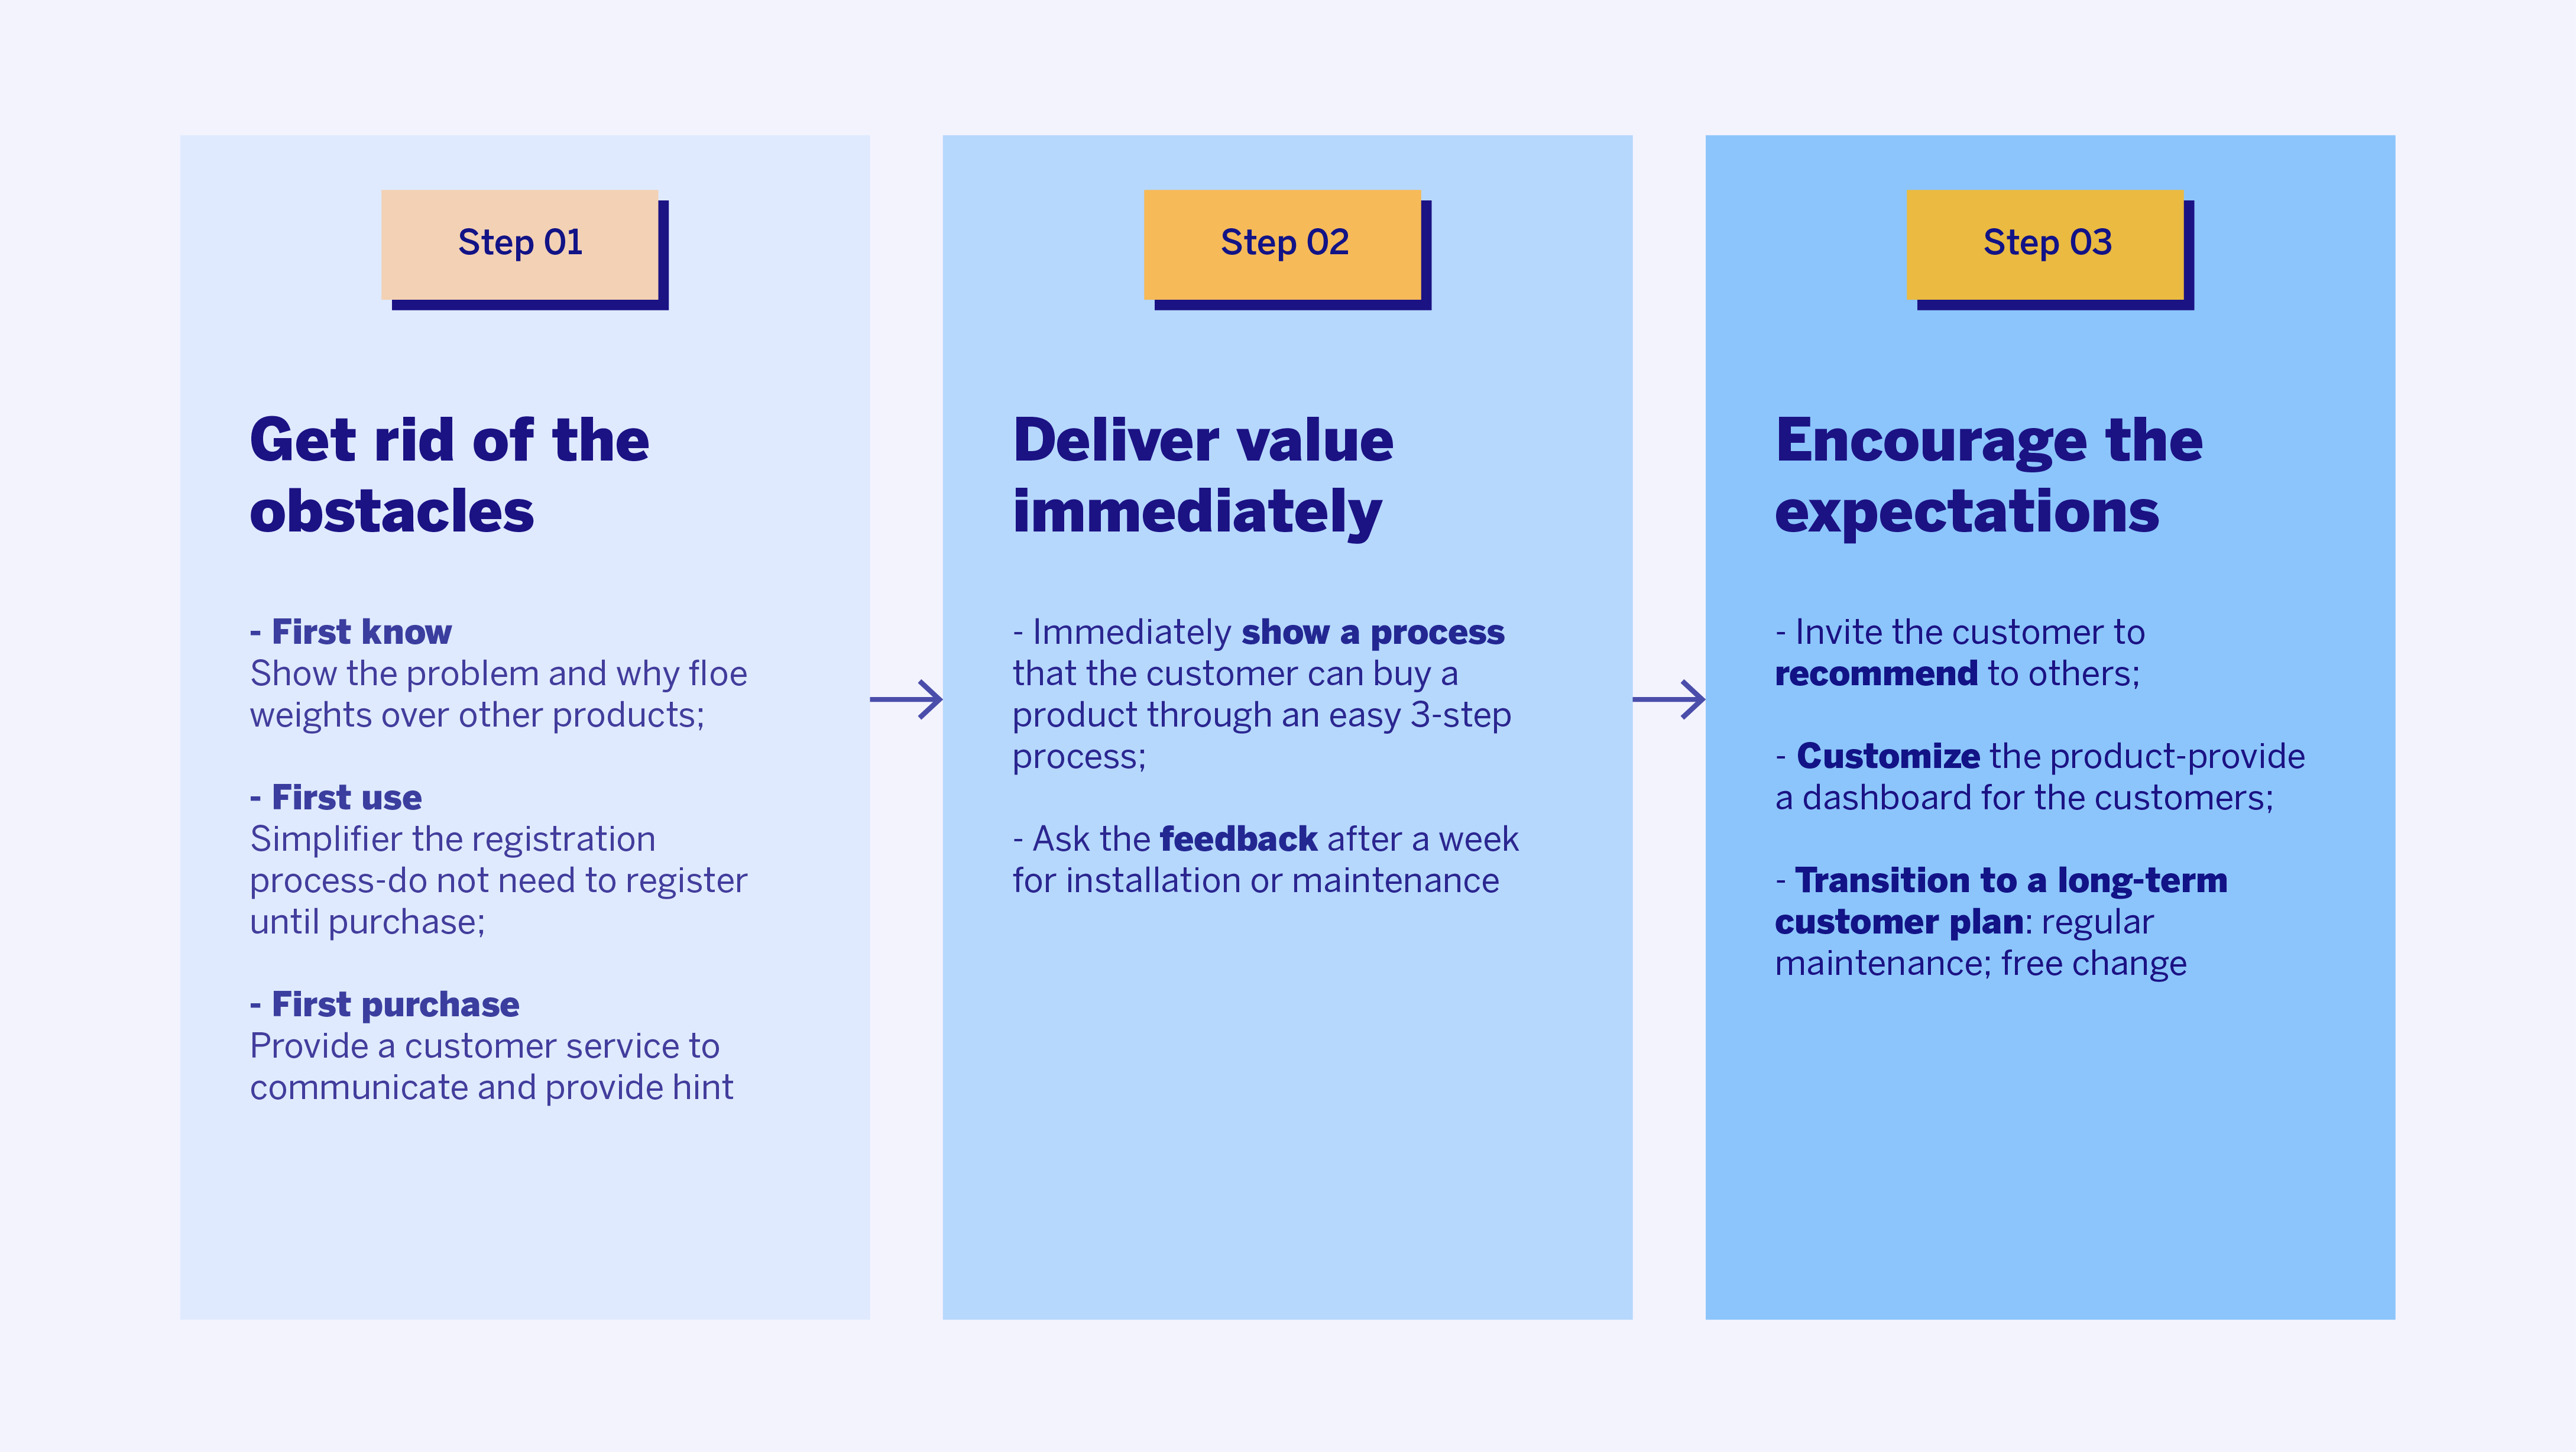 Step 01
Get rid of the
obstacles
- First know
Show the problem and why floe
weights over other products;
- First use
Simplifier the registration
process-do not need to register
until purchase;
- First purchase
Provide a customer service to
communicate and provide hint
Step 02
Deliver value
immediately
- Immediately show a process
that the customer can buy a
product through an easy 3-step
process;
- Ask the feedback after a week
for installation or maintenance
Step 03
Encourage the
expectations
- Invite the customer to
recommend to others;
- Customize the product-provide
a dashboard for the customers;
- Transition to a long-term
customer plan: regular
maintenance; free change